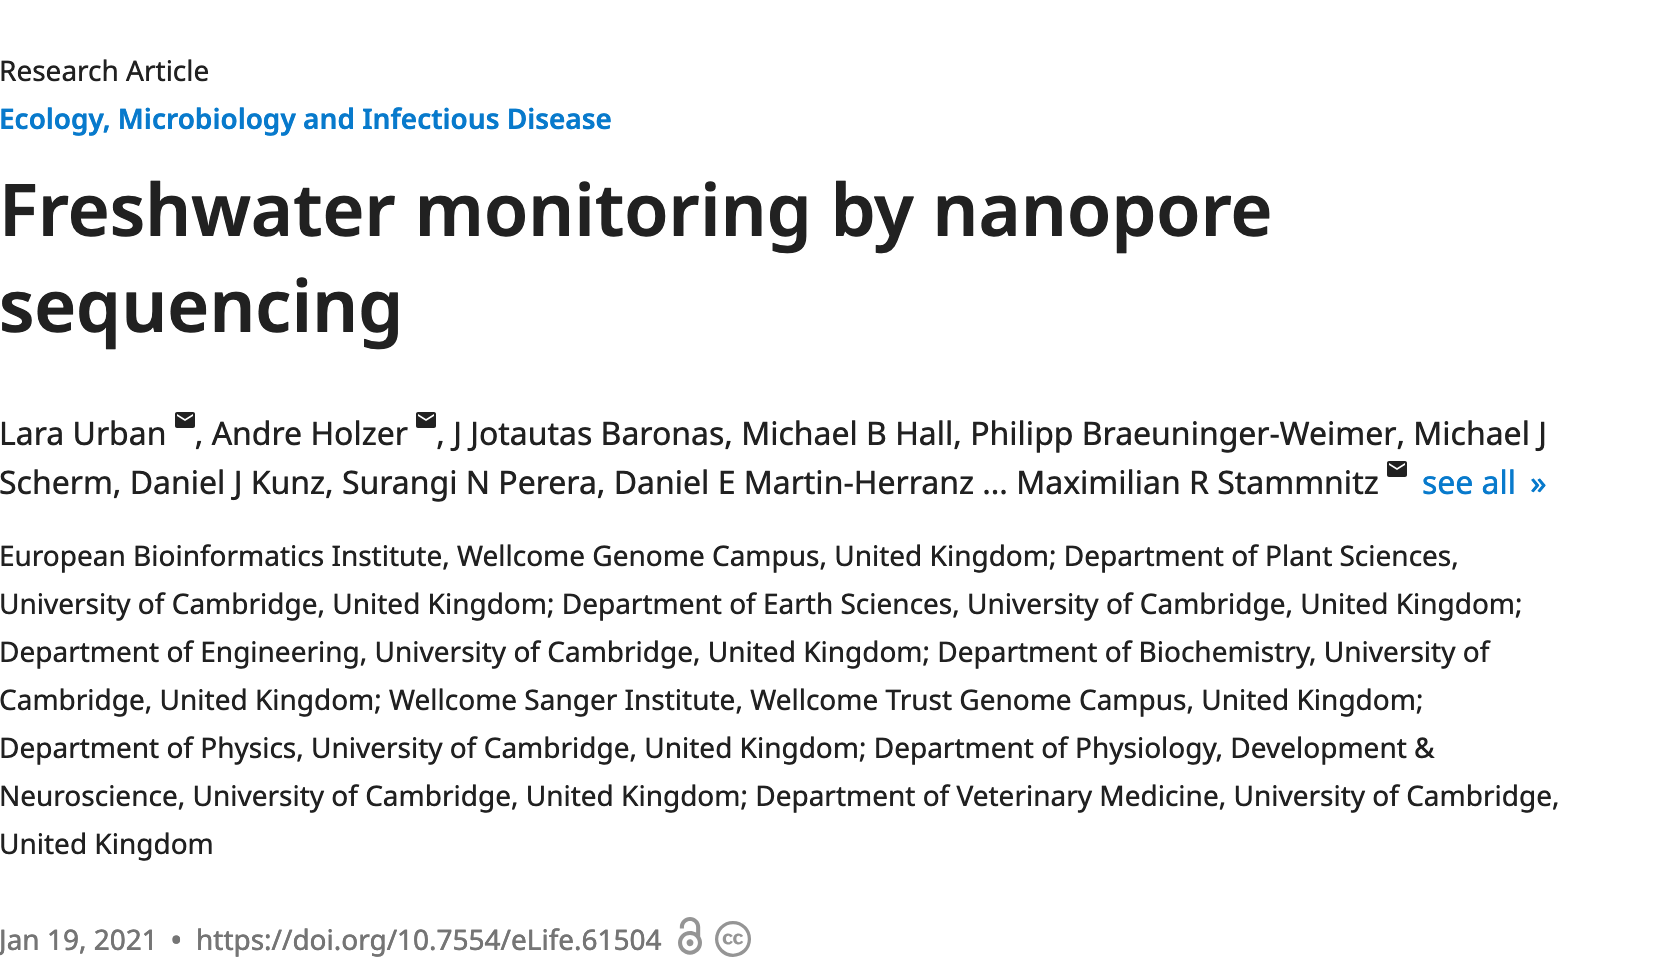 Research Article
Ecology, Microbiology and Infectious Disease
Freshwater monitoring by nanopore
sequencing
Lara Urban, Andre Holzer, J Jotautas Baronas, Michael B Hall, Philipp Braeuninger-Weimer, Michael J
Scherm, Daniel J Kunz, Surangi N Perera, Daniel E Martin-Herranz ... Maximilian R Stammnitz see all »
European Bioinformatics Institute, Wellcome Genome Campus, United Kingdom; Department of Plant Sciences,
University of Cambridge, United Kingdom; Department of Earth Sciences, University of Cambridge, United Kingdom;
Department of Engineering, University of Cambridge, United Kingdom; Department of Biochemistry, University of
Cambridge, United Kingdom; Wellcome Sanger Institute, Wellcome Trust Genome Campus, United Kingdom;
Department of Physics, University of Cambridge, United Kingdom; Department of Physiology, Development &
Neuroscience, University of Cambridge, United Kingdom; Department of Veterinary Medicine, University of Cambridge,
United Kingdom
Jan 19, 2021 • https://doi.org/10.7554/eLife.61504 cc